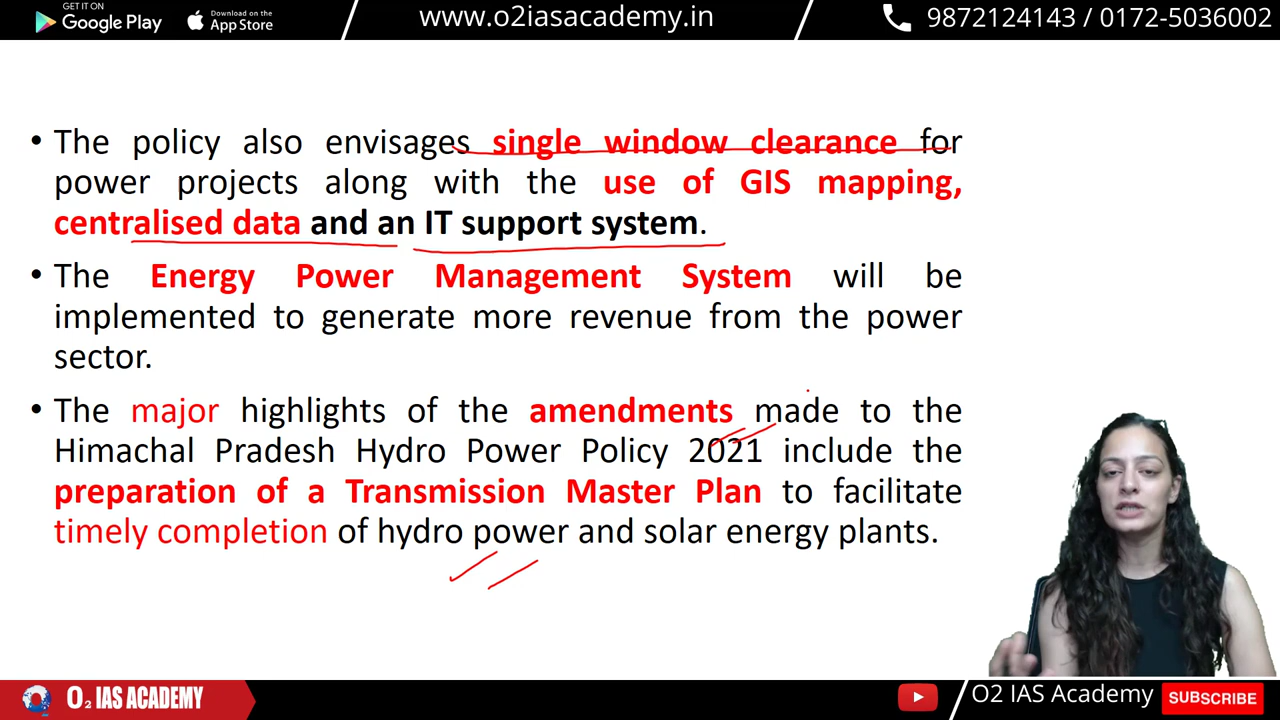 GET IT ON
Google Play
Download on the
App Store
www.o2iasacademy.in
9872124143 / 0172-5036002
• The policy also envisages single window clearance for
power projects along with the use of GIS mapping,
centralised data and an IT support system.
• The Energy Power Management System will be
implemented to generate more revenue from the power
sector.
• The major highlights of the amendments made to the
Himachal Pradesh Hydro Power Policy 2021 include the
preparation of a Transmission Master Plan to facilitate
timely completion of hydro power and solar energy plants.
O2 IAS ACADEMY
O2 IAS Academy
SUBSCRIBE